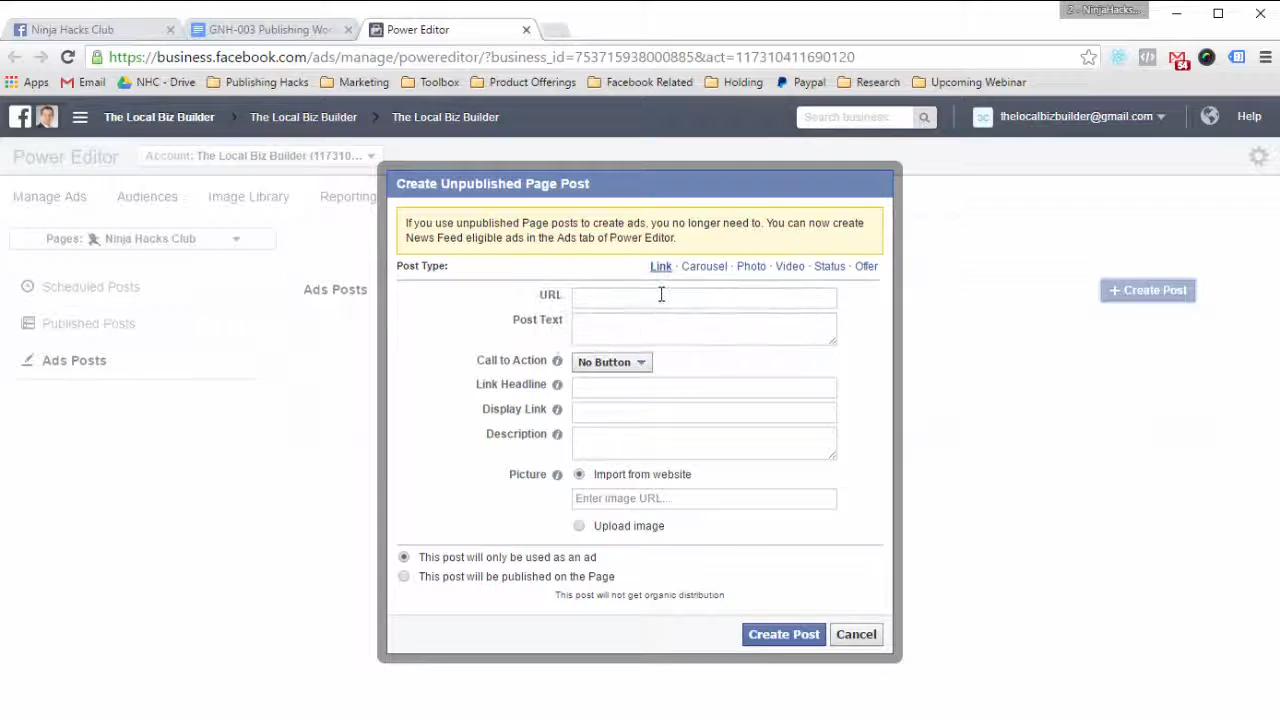 2 - NinjaHacks...
Ninja Hacks Club
GNH-003 Publishing Wo
Power Editor
https://business.facebook.com/ads/manage/powereditor/?business_id=753715938000885&act=117310411690120
Apps
Email
NHC - Drive
Publishing Hacks
Marketing
Toolbox
Product Offerings
Facebook Related
Holding
Paypal
Research
Upcoming Webinar
54
The Local Biz Builder
The Local Biz Builder
The Local Biz Builder
Search business
thelocalbizbuilder@gmail.com
Help
Power Editor
Account: The Local Biz Builder (117310...
Manage Ads
Audiences
Image Library
Reporting
Pages: Ninja Hacks Club
Scheduled Posts
Published Posts
Ads Posts
Ads Posts
+ Create Post
Create Unpublished Page Post
If you use unpublished Page posts to create ads, you no longer need to. You can now create
News Feed eligible ads in the Ads tab of Power Editor.
Post Type:
Link · Carousel · Photo · Video · Status · Offer
URL
Post Text
Call to Action
No Button
Link Headline
Display Link
Description
Picture
Import from website
Enter image URL...
Upload image
This post will only be used as an ad
This post will be published on the Page
This post will not get organic distribution
Create Post
Cancel